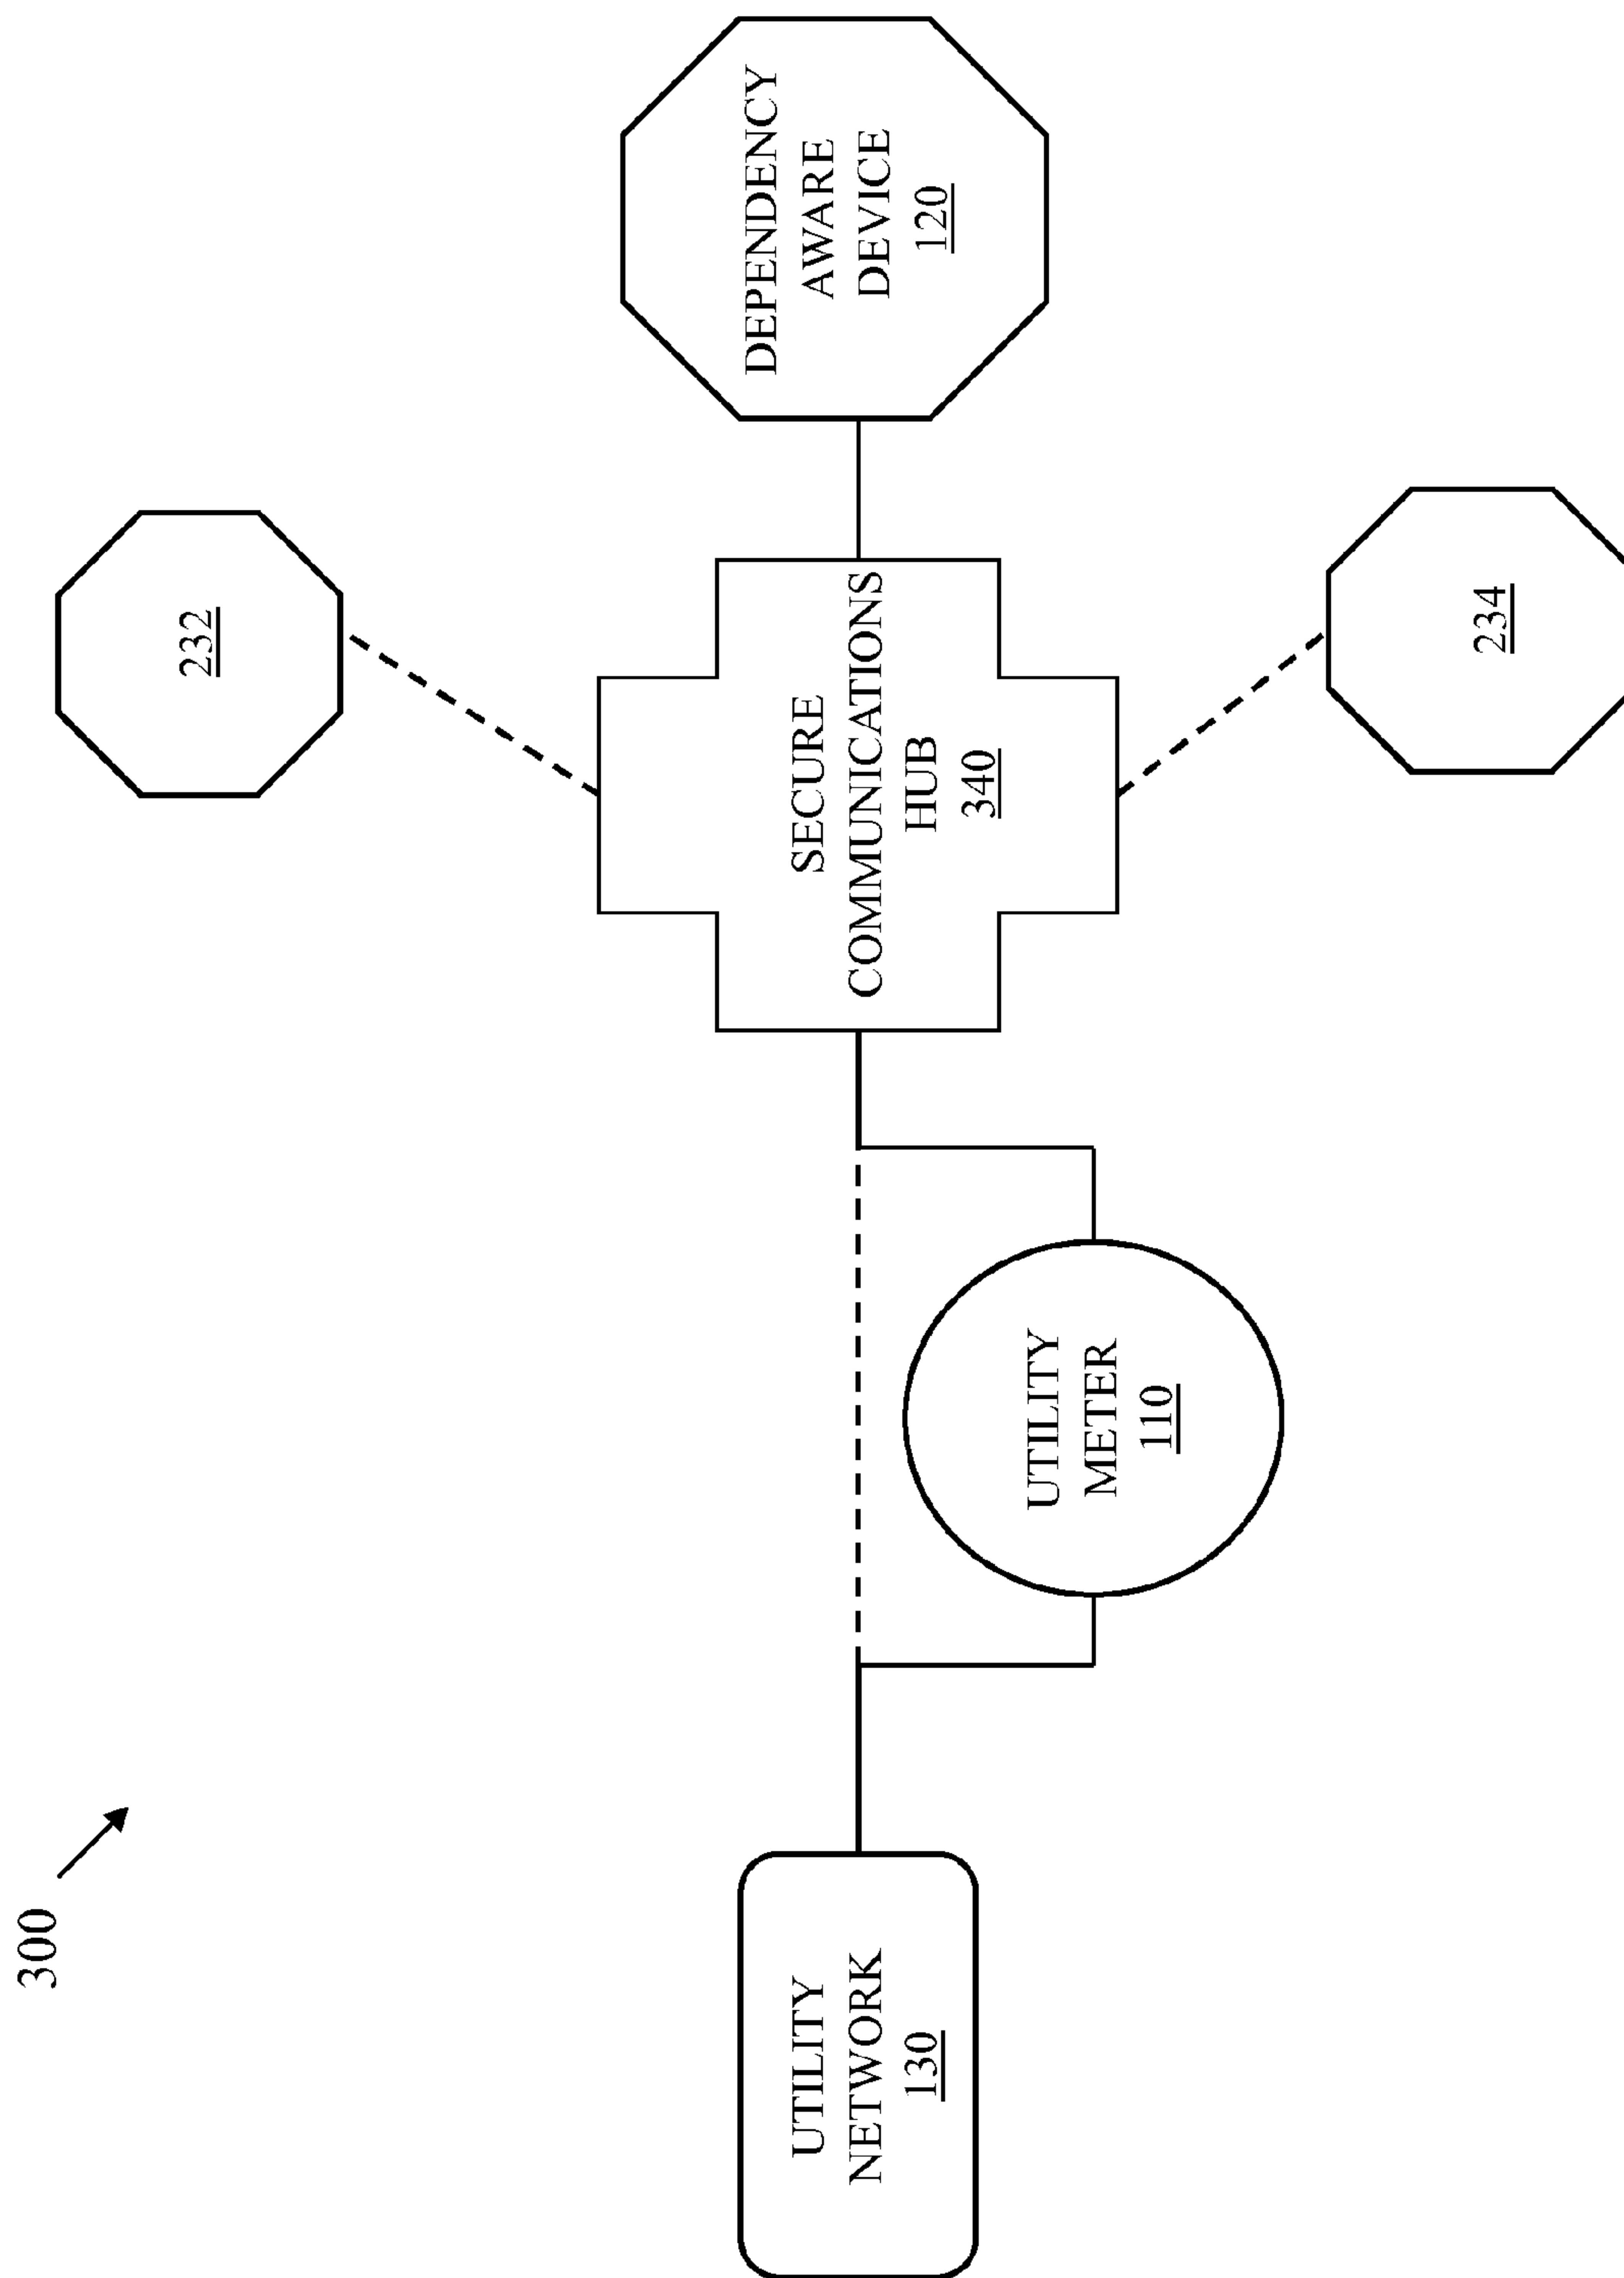 300
UTILITY
NETWORK
130
UTILITY
METER
110
SECURE
COMMUNICATIONS
HUB
340
232
234
DEPENDENCY
AWARE
DEVICE
120